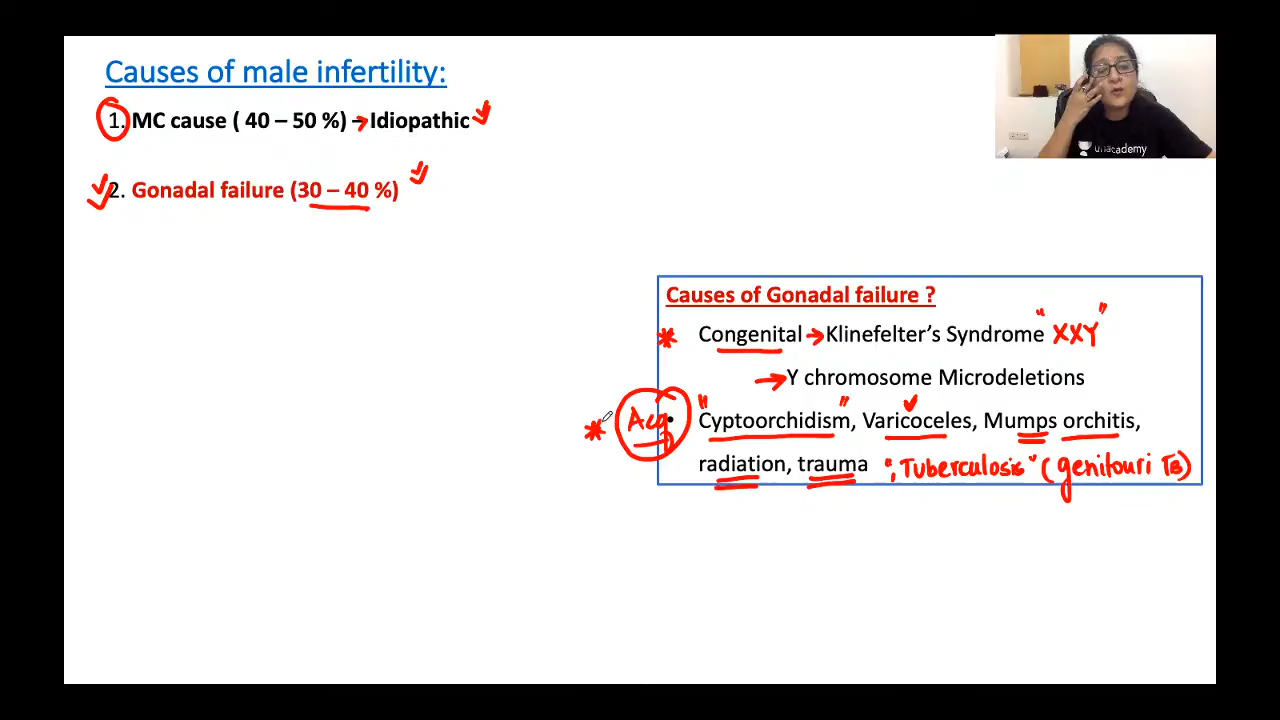 Causes of male infertility:
1. MC cause ( 40 – 50 %) → Idiopathic
2. Gonadal failure (30 – 40 %)
unacademy
Causes of Gonadal failure ?
Congenital → Klinefelter's Syndrome "XXY"
→ Y chromosome Microdeletions
Acq • "Cyptoorchidism", Varicoceles, Mumps orchitis,
radiation, trauma ", Tuberculosis" (genitouri TB)